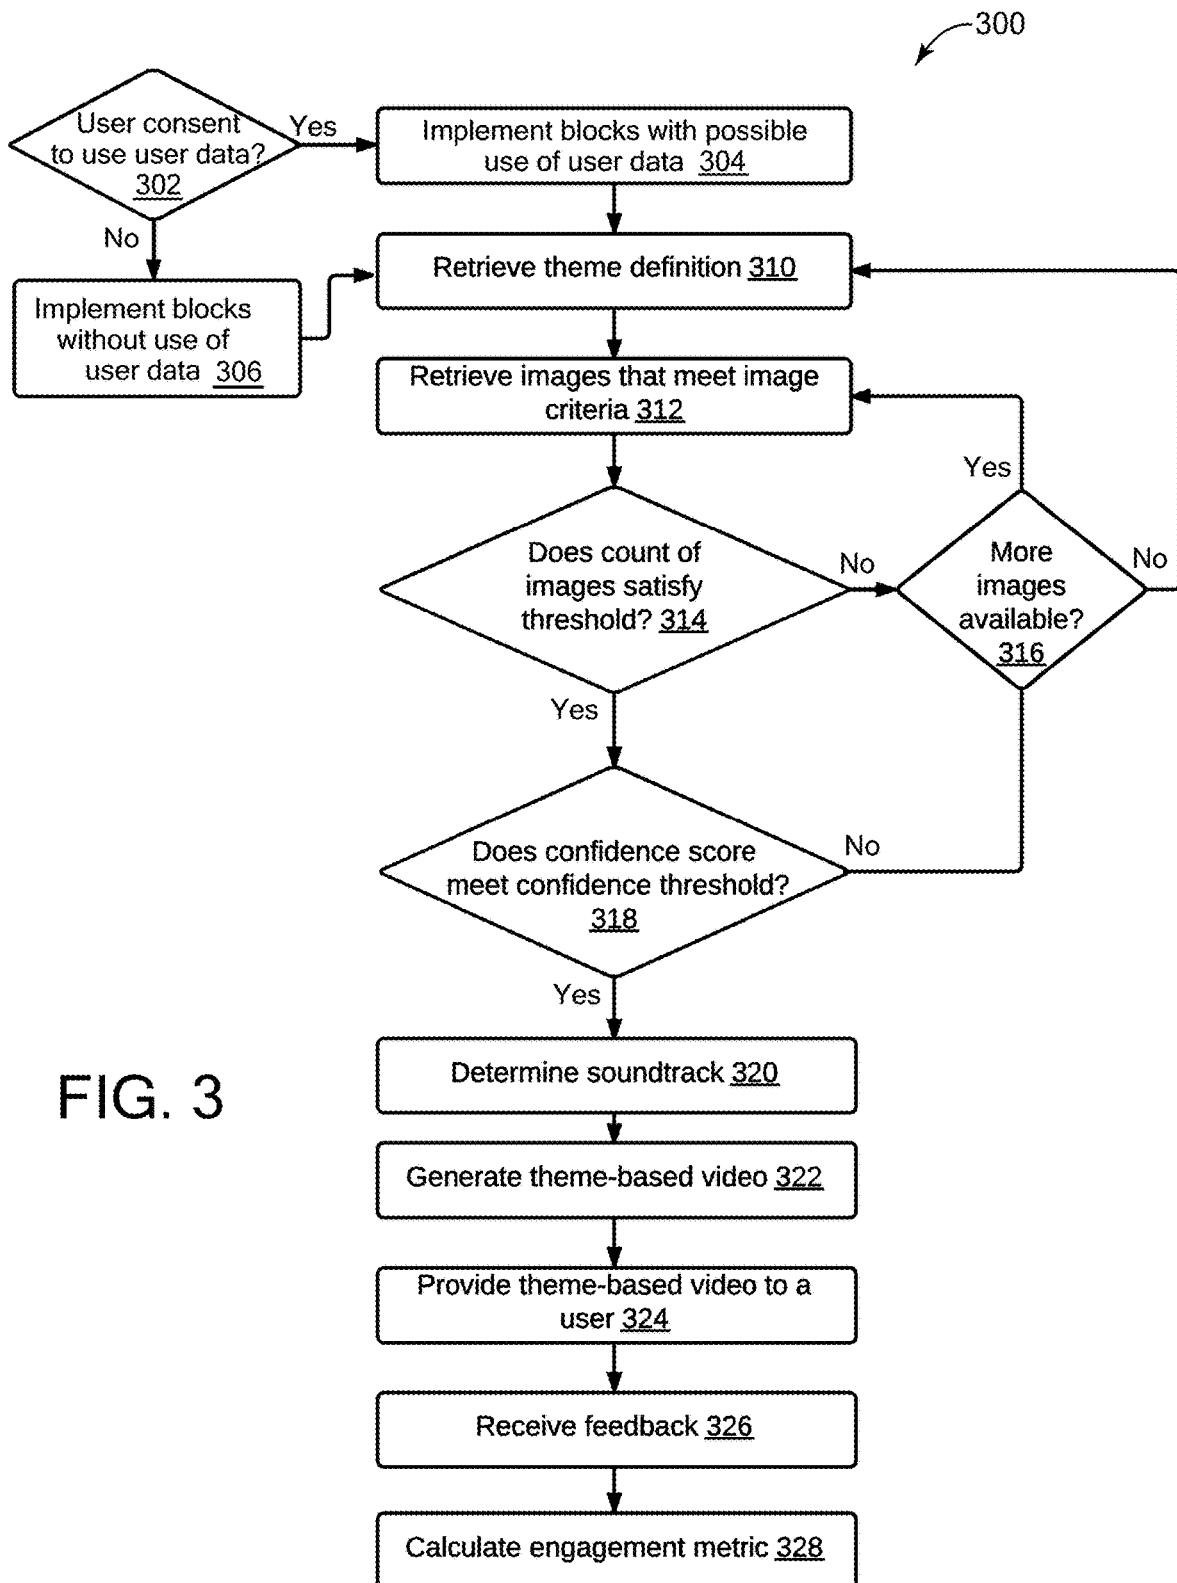 300
User consent
to use user data?
302
Yes
No
Implement blocks with possible
use of user data 304
Implement blocks
without use of
user data 306
Retrieve theme definition 310
Retrieve images that meet image
criteria 312
Does count of
images satisfy
threshold? 314
No
Yes
More
images
available?
316
Yes
No
Does confidence score
meet confidence threshold?
318
No
Yes
Determine soundtrack 320
FIG. 3
Generate theme-based video 322
Provide theme-based video to a
user 324
Receive feedback 326
Calculate engagement metric 328